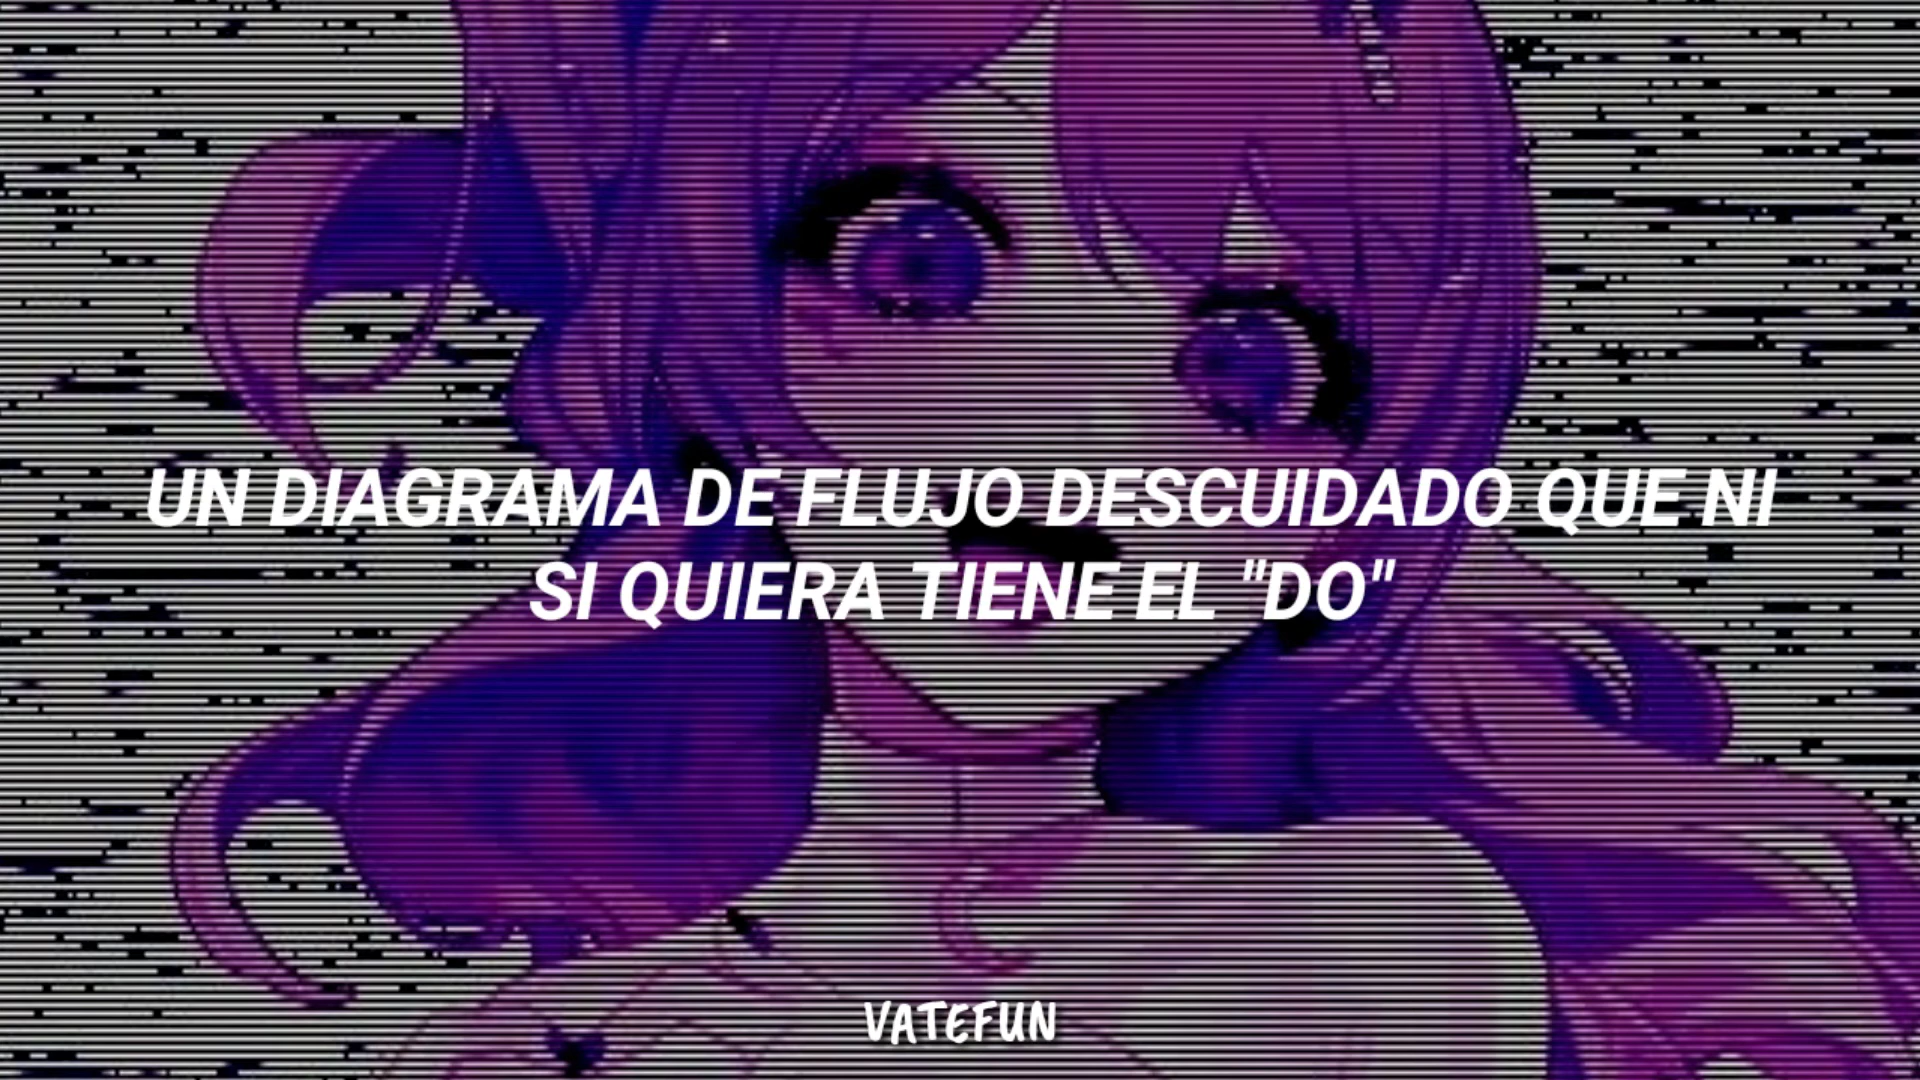 UN DIAGRAMA DE FLUJO DESCUIDADO QUE NI
SI QUIERA TIENE EL "DO"
VATEFUN